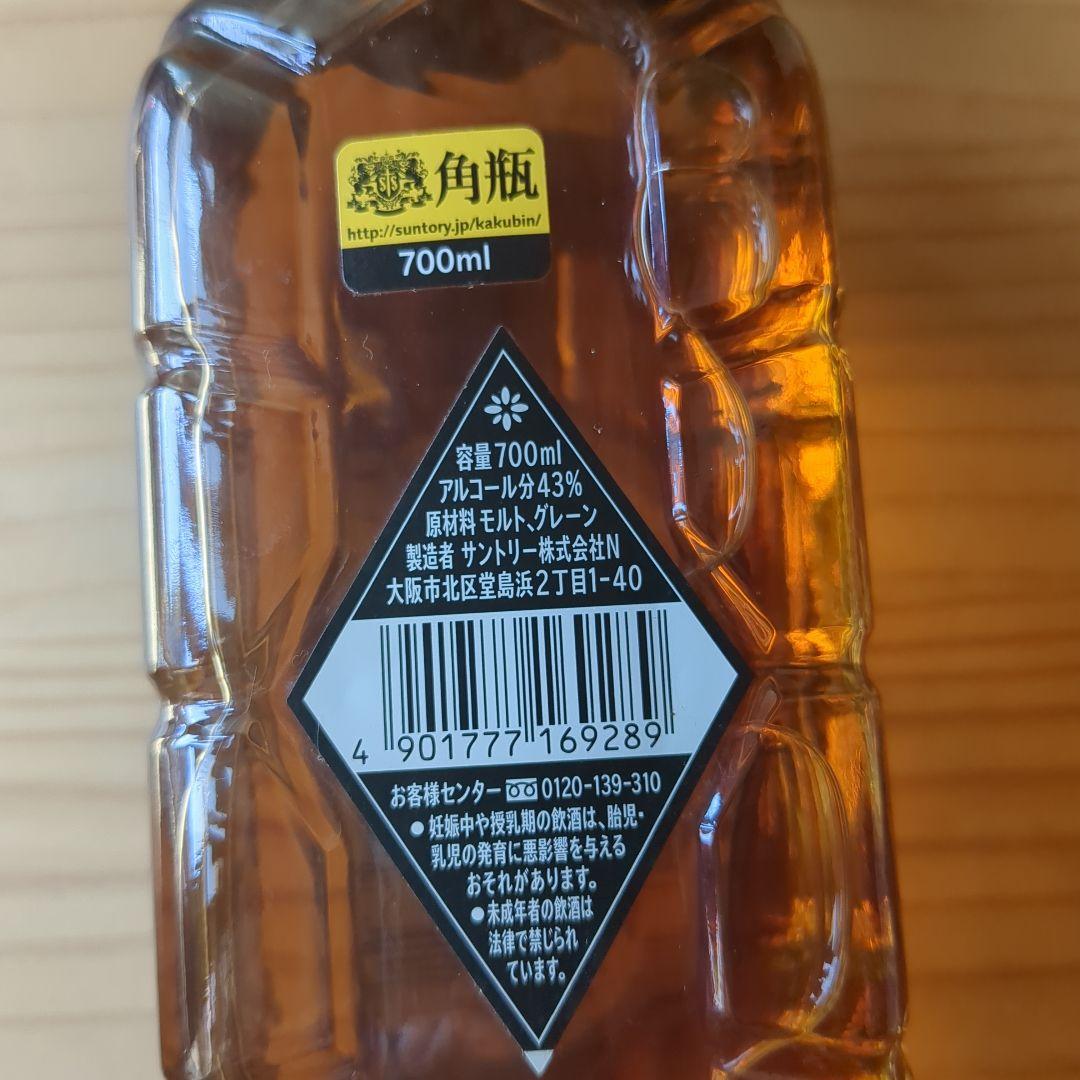 角瓶
http://suntory.jp/kakubin/
700ml
容量700ml
アルコール分43%
原材料 モルト、グレーン
製造者 サントリー株式会社N
大阪市北区堂島浜2丁目1-40
4 901777 169289
お客様センター 0120-139-310
●妊娠中や授乳期の飲酒は、胎児・
乳児の発育に悪影響を与える
おそれがあります。
●未成年者の飲酒は
法律で禁じられ
ています。